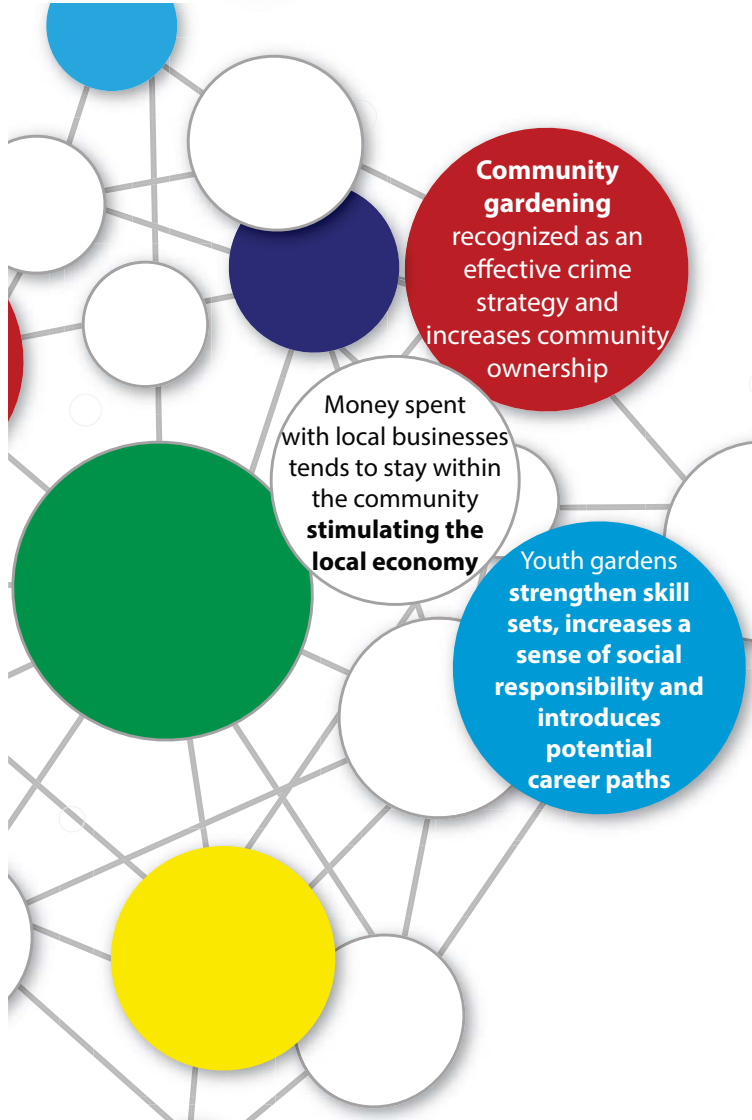 Community
gardening
recognized as an
effective crime
strategy and
increases community
ownership
Money spent
with local businesses
tends to stay within
the community
stimulating the
local economy
Youth gardens
strengthen skill
sets, increases a
sense of social
responsibility and
introduces
potential
career paths